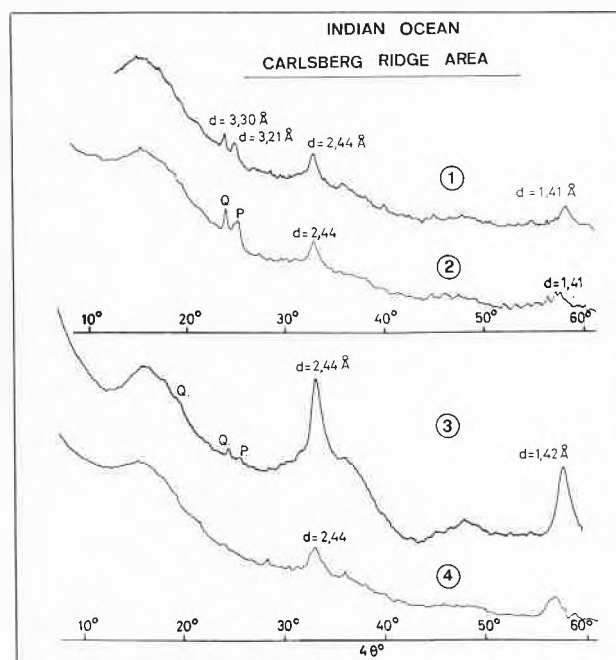 INDIAN OCEAN
CARLSBERG RIDGE AREA
d = 3,30 Å
d = 3,21 Å
d = 2,44 Å
1
d = 1,41 Å
Q
P
d = 2,44
2
d = 1,41
10° 20° 30° 40° 50° 60°
d = 2,44 Å
Q.
Q
P
3
d = 1,42 Å
d = 2,44
4
10° 20° 30° 40° 50° 60°
4 θ°